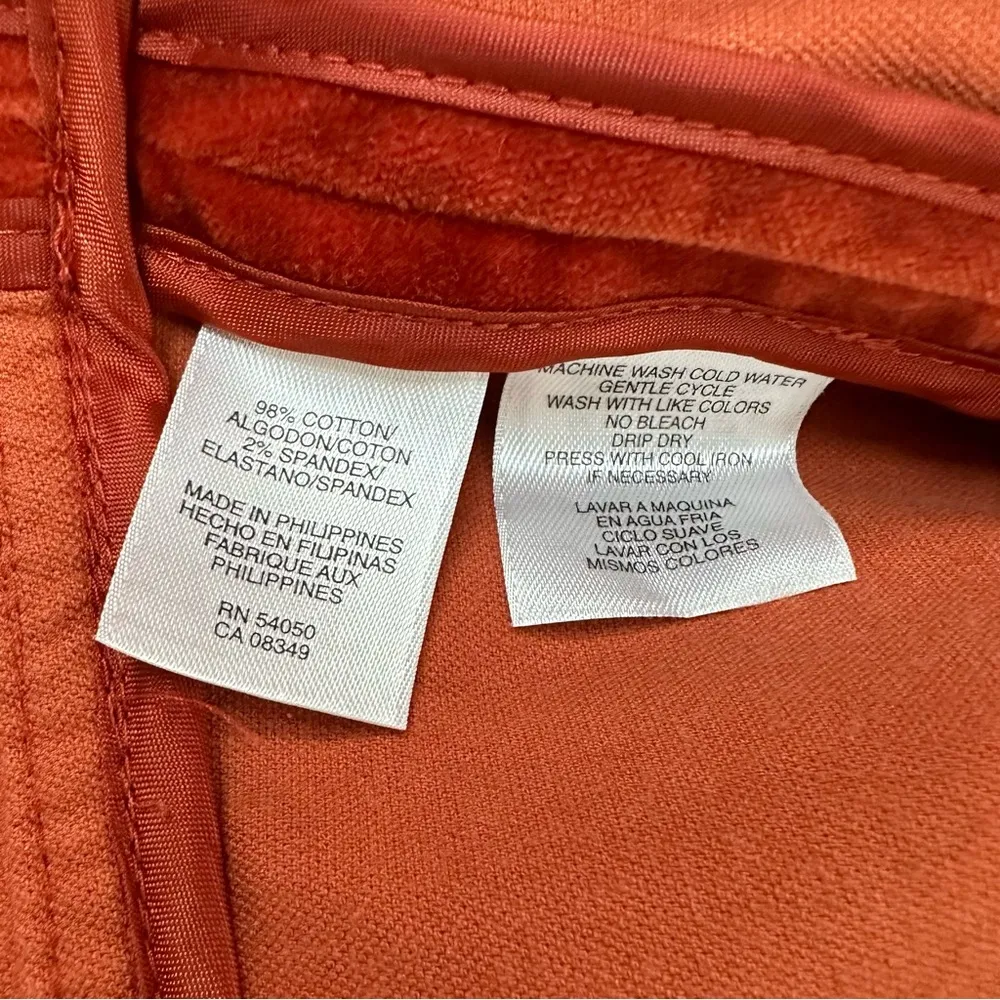 98% COTTON/
ALGODON/COTON
2% SPANDEX/
ELASTANO/SPANDEX
MADE IN PHILIPPINES
HECHO EN FILIPINAS
FABRIQUE AUX
PHILIPPINES
RN 54050
CA 08349
MACHINE WASH COLD WATER
GENTLE CYCLE
WASH WITH LIKE COLORS
NO BLEACH
DRIP DRY
PRESS WITH COOL IRON
IF NECESSARY
LAVAR A MAQUINA
EN AGUA FRIA
CICLO SUAVE
LAVAR CON LOS
MISMOS COLORES